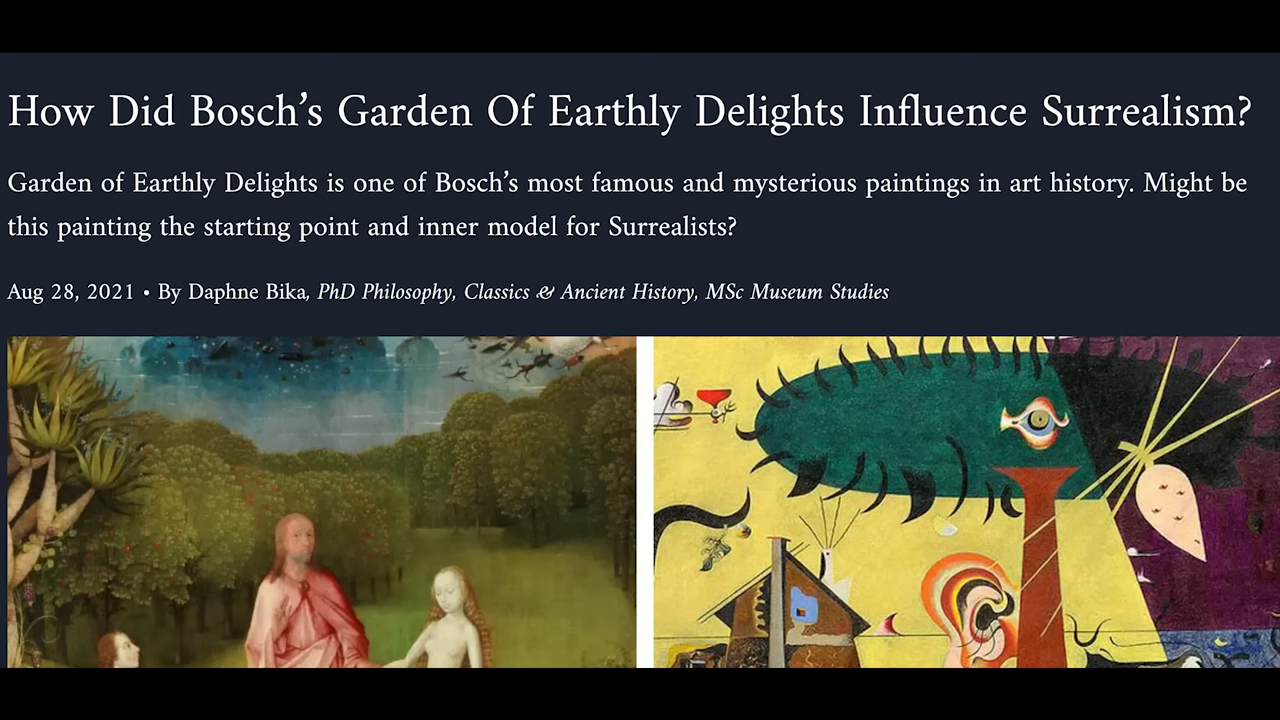 How Did Bosch’s Garden Of Earthly Delights Influence Surrealism?
Garden of Earthly Delights is one of Bosch’s most famous and mysterious paintings in art history. Might be
this painting the starting point and inner model for Surrealists?
Aug 28, 2021 • By Daphne Bika, PhD Philosophy, Classics & Ancient History, MSc Museum Studies